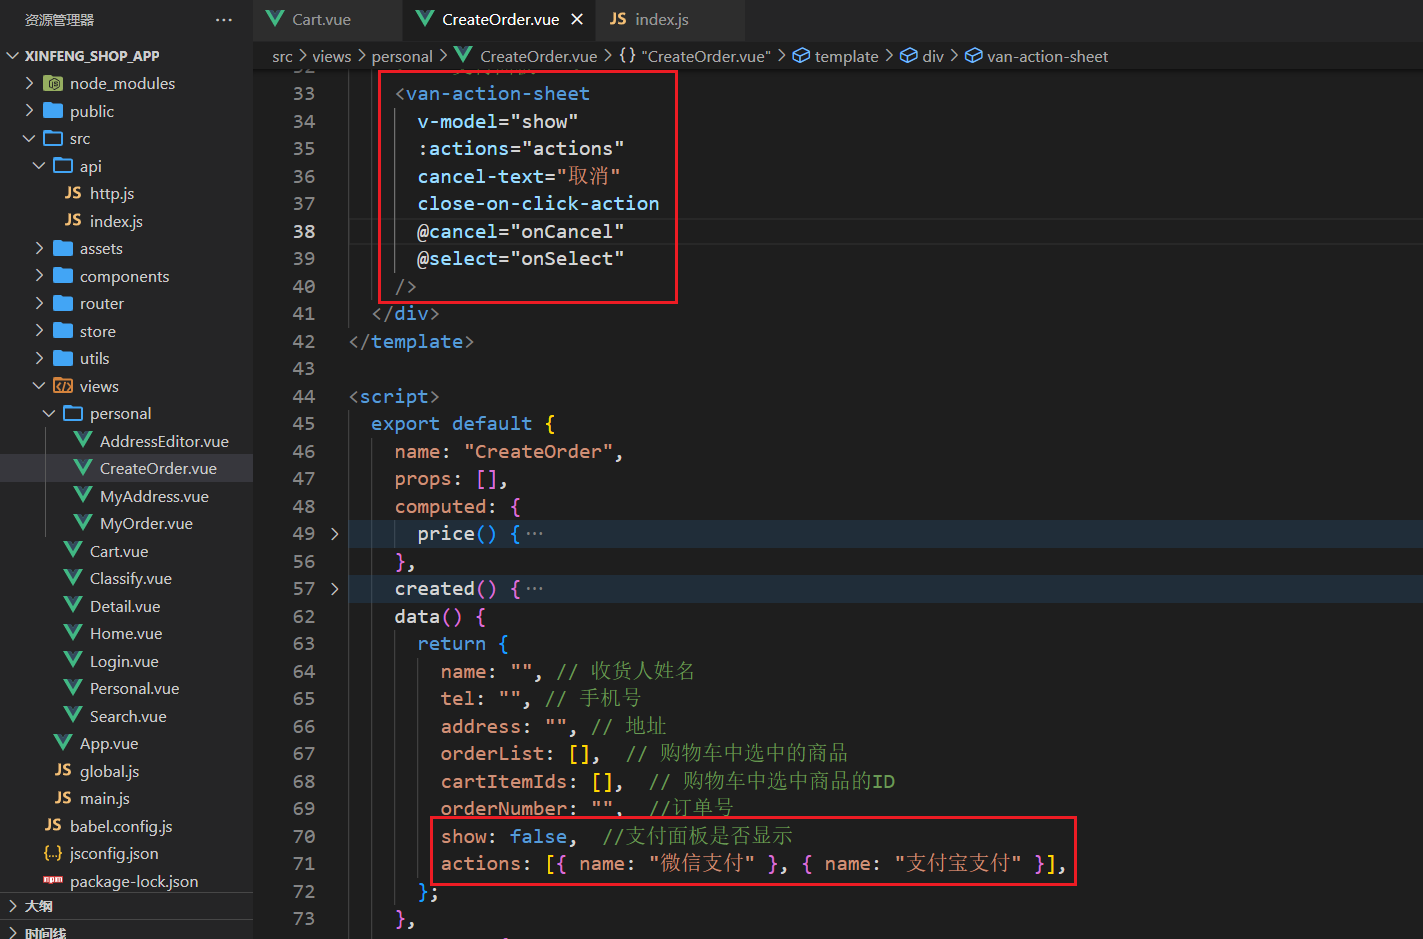 资源管理器
XINFENG_SHOP_APP
node_modules
public
src
api
http.js
index.js
assets
components
router
store
utils
views
personal
AddressEditor.vue
CreateOrder.vue
MyAddress.vue
MyOrder.vue
Cart.vue
Classify.vue
Detail.vue
Home.vue
Login.vue
Personal.vue
Search.vue
App.vue
global.js
main.js
babel.config.js
jsconfig.json
package-lock.json
大纲
时间线
Cart.vue CreateOrder.vue index.js
src > views > personal > CreateOrder.vue > {} "CreateOrder.vue" > template > div > van-action-sheet
33 <van-action-sheet
34 v-model="show"
35 :actions="actions"
36 cancel-text="取消"
37 close-on-click-action
38 @cancel="onCancel"
39 @select="onSelect"
40 />
41 </div>
42 </template>
43
44 <script>
45 export default {
46 name: "CreateOrder",
47 props: [],
48 computed: {
49 price() { ···
56 },
57 created() { ···
62 data() {
63 return {
64 name: "", // 收货人姓名
65 tel: "", // 手机号
66 address: "", // 地址
67 orderList: [], // 购物车中选中的商品
68 cartItemIds: [], // 购物车中选中商品的ID
69 orderNumber: "", //订单号
70 show: false, //支付面板是否显示
71 actions: [{ name: "微信支付" }, { name: "支付宝支付" }],
72 };
73 },